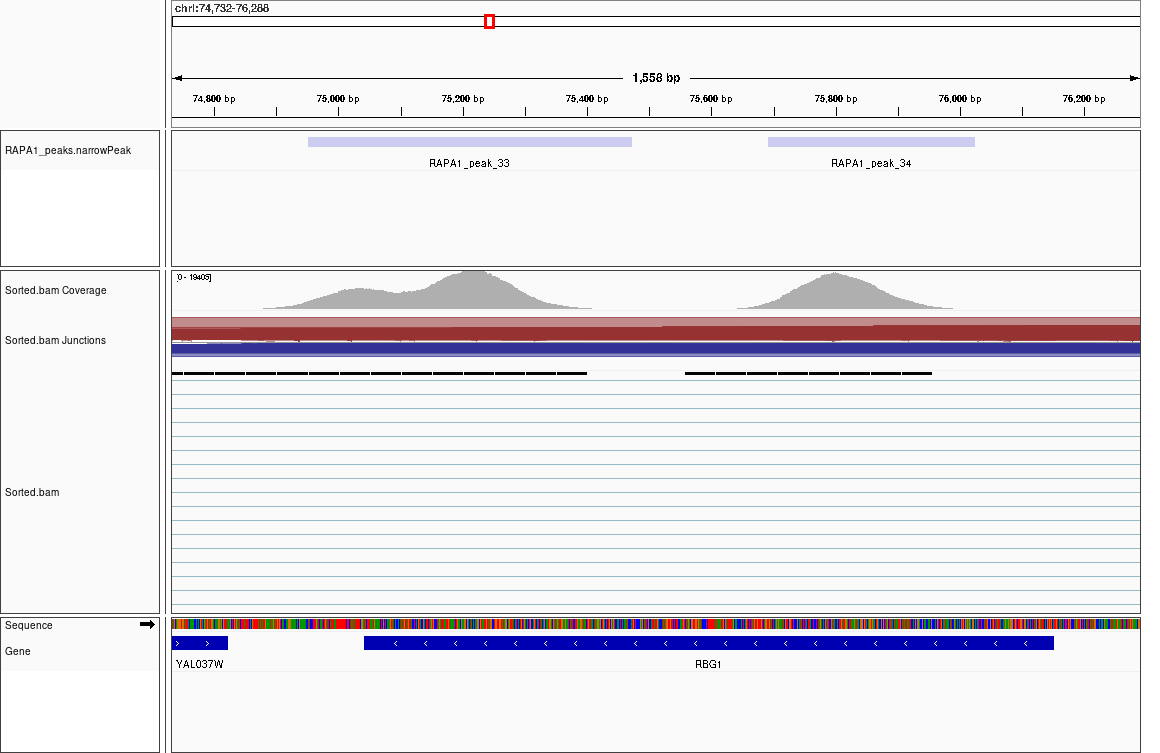 chrI:74,732-76,288
1,558 bp
74,800 bp 75,000 bp 75,200 bp 75,400 bp 75,600 bp 75,800 bp 76,000 bp 76,200 bp
RAPA1_peaks.narrowPeak
RAPA1_peak_33 RAPA1_peak_34
[0 - 19405]
Sorted.bam Coverage
Sorted.bam Junctions
Sorted.bam
Sequence
Gene
YAL037W RBG1